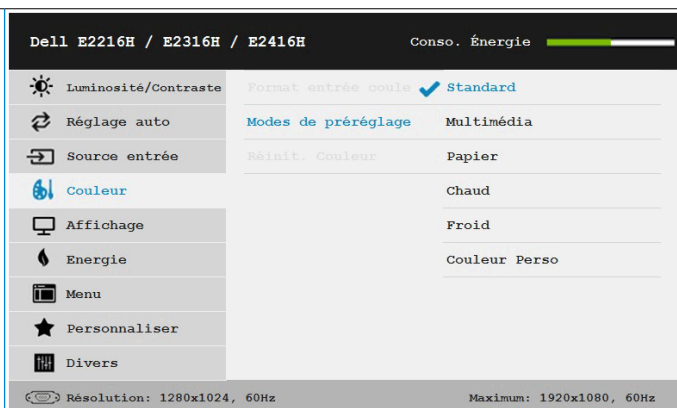 Dell E2216H / E2316H / E2416H Conso. Énergie
Luminosité/Contraste Format entrée coule Standard
Réglage auto Modes de préréglage Multimédia
Source entrée Réinit. Couleur Papier
Couleur Chaud
Affichage Froid
Energie Couleur Perso
Menu
Personnaliser
Divers
Résolution: 1280x1024, 60Hz Maximum: 1920x1080, 60Hz